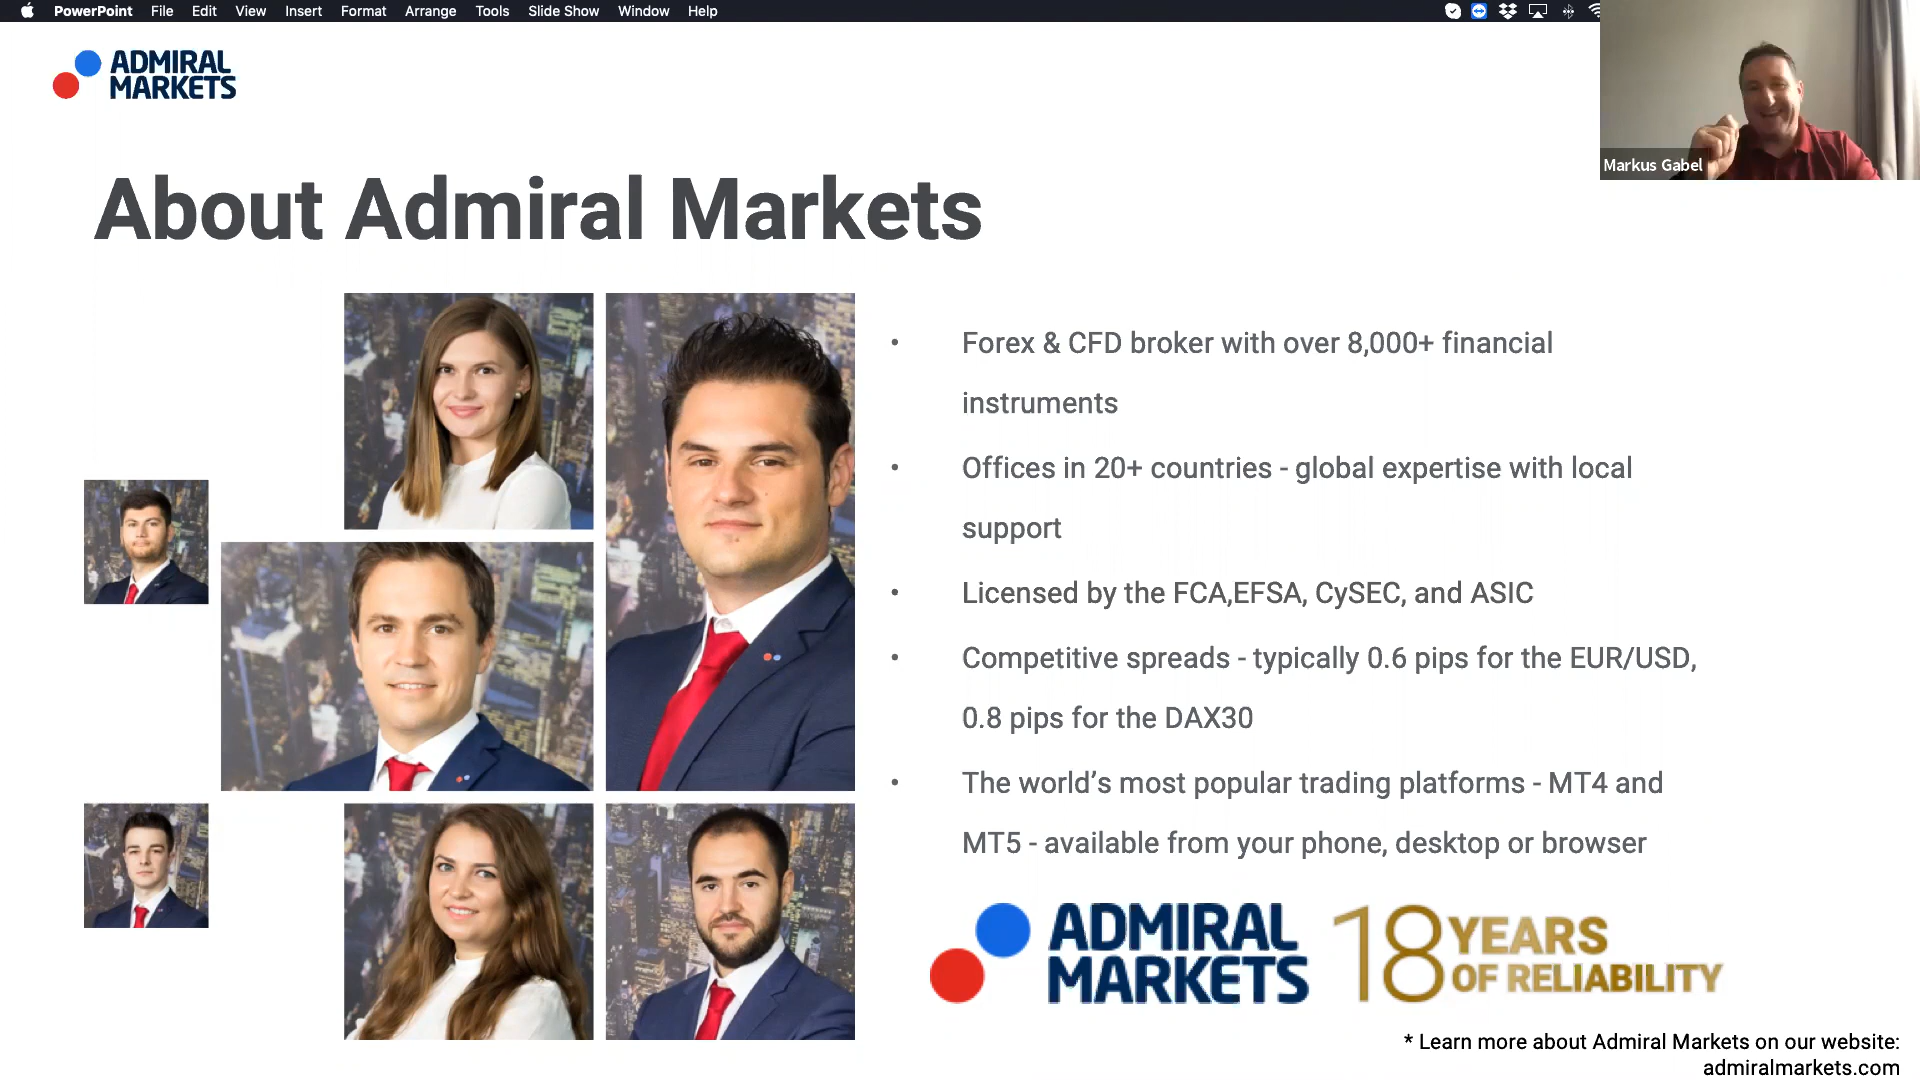 PowerPoint File Edit View Insert Format Arrange Tools Slide Show Window Help
ADMIRAL
MARKETS
Markus Gabel
About Admiral Markets
• Forex & CFD broker with over 8,000+ financial
instruments
• Offices in 20+ countries - global expertise with local
support
• Licensed by the FCA,EFSA, CySEC, and ASIC
• Competitive spreads - typically 0.6 pips for the EUR/USD,
0.8 pips for the DAX30
• The world’s most popular trading platforms - MT4 and
MT5 - available from your phone, desktop or browser
ADMIRAL
MARKETS
18 YEARS
OF RELIABILITY
* Learn more about Admiral Markets on our website:
admiralmarkets.com